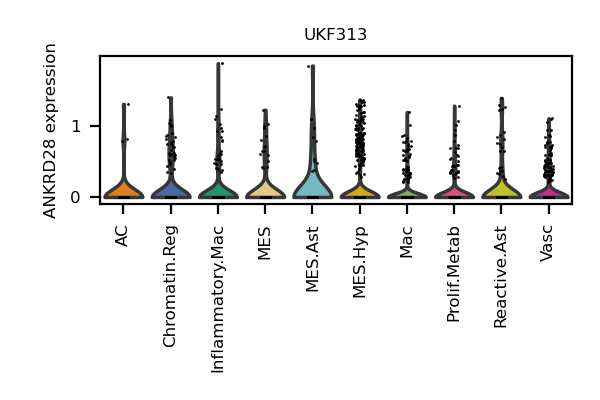 UKF313
ANKRD28 expression
1
0
AC
Chromatin.Reg
Inflammatory.Mac
MES
MES.Ast
MES.Hyp
Mac
Prolif.Metab
Reactive.Ast
Vasc